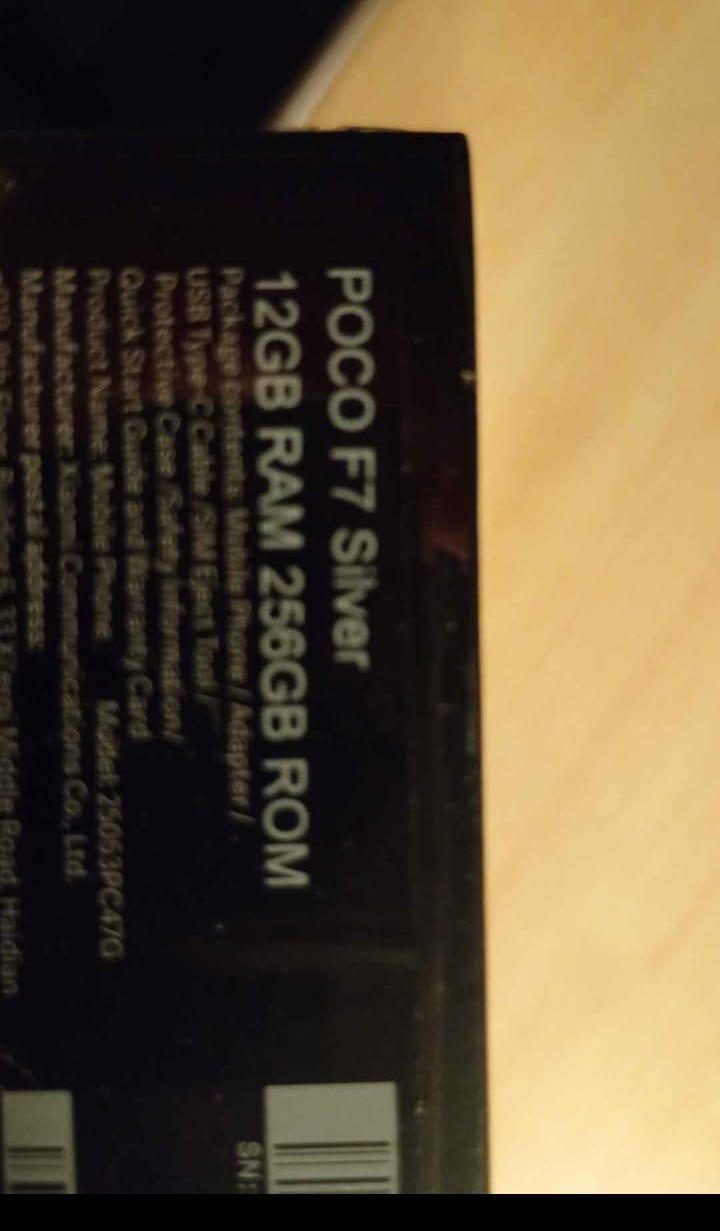 POCO F7 Silver
12GB RAM 256GB ROM
Package Contents: Mobile Phone / Adapter /
USB Type-C Cable / SIM Eject Tool /
Protective Case / Safety Information /
Quick Start Guide and Warranty Card
Product Name: Mobile Phone Model: 25053PC47G
Manufacturer: Xiaomi Communications Co., Ltd.
Manufacturer postal address:
Middle Road, Haidian
SN: